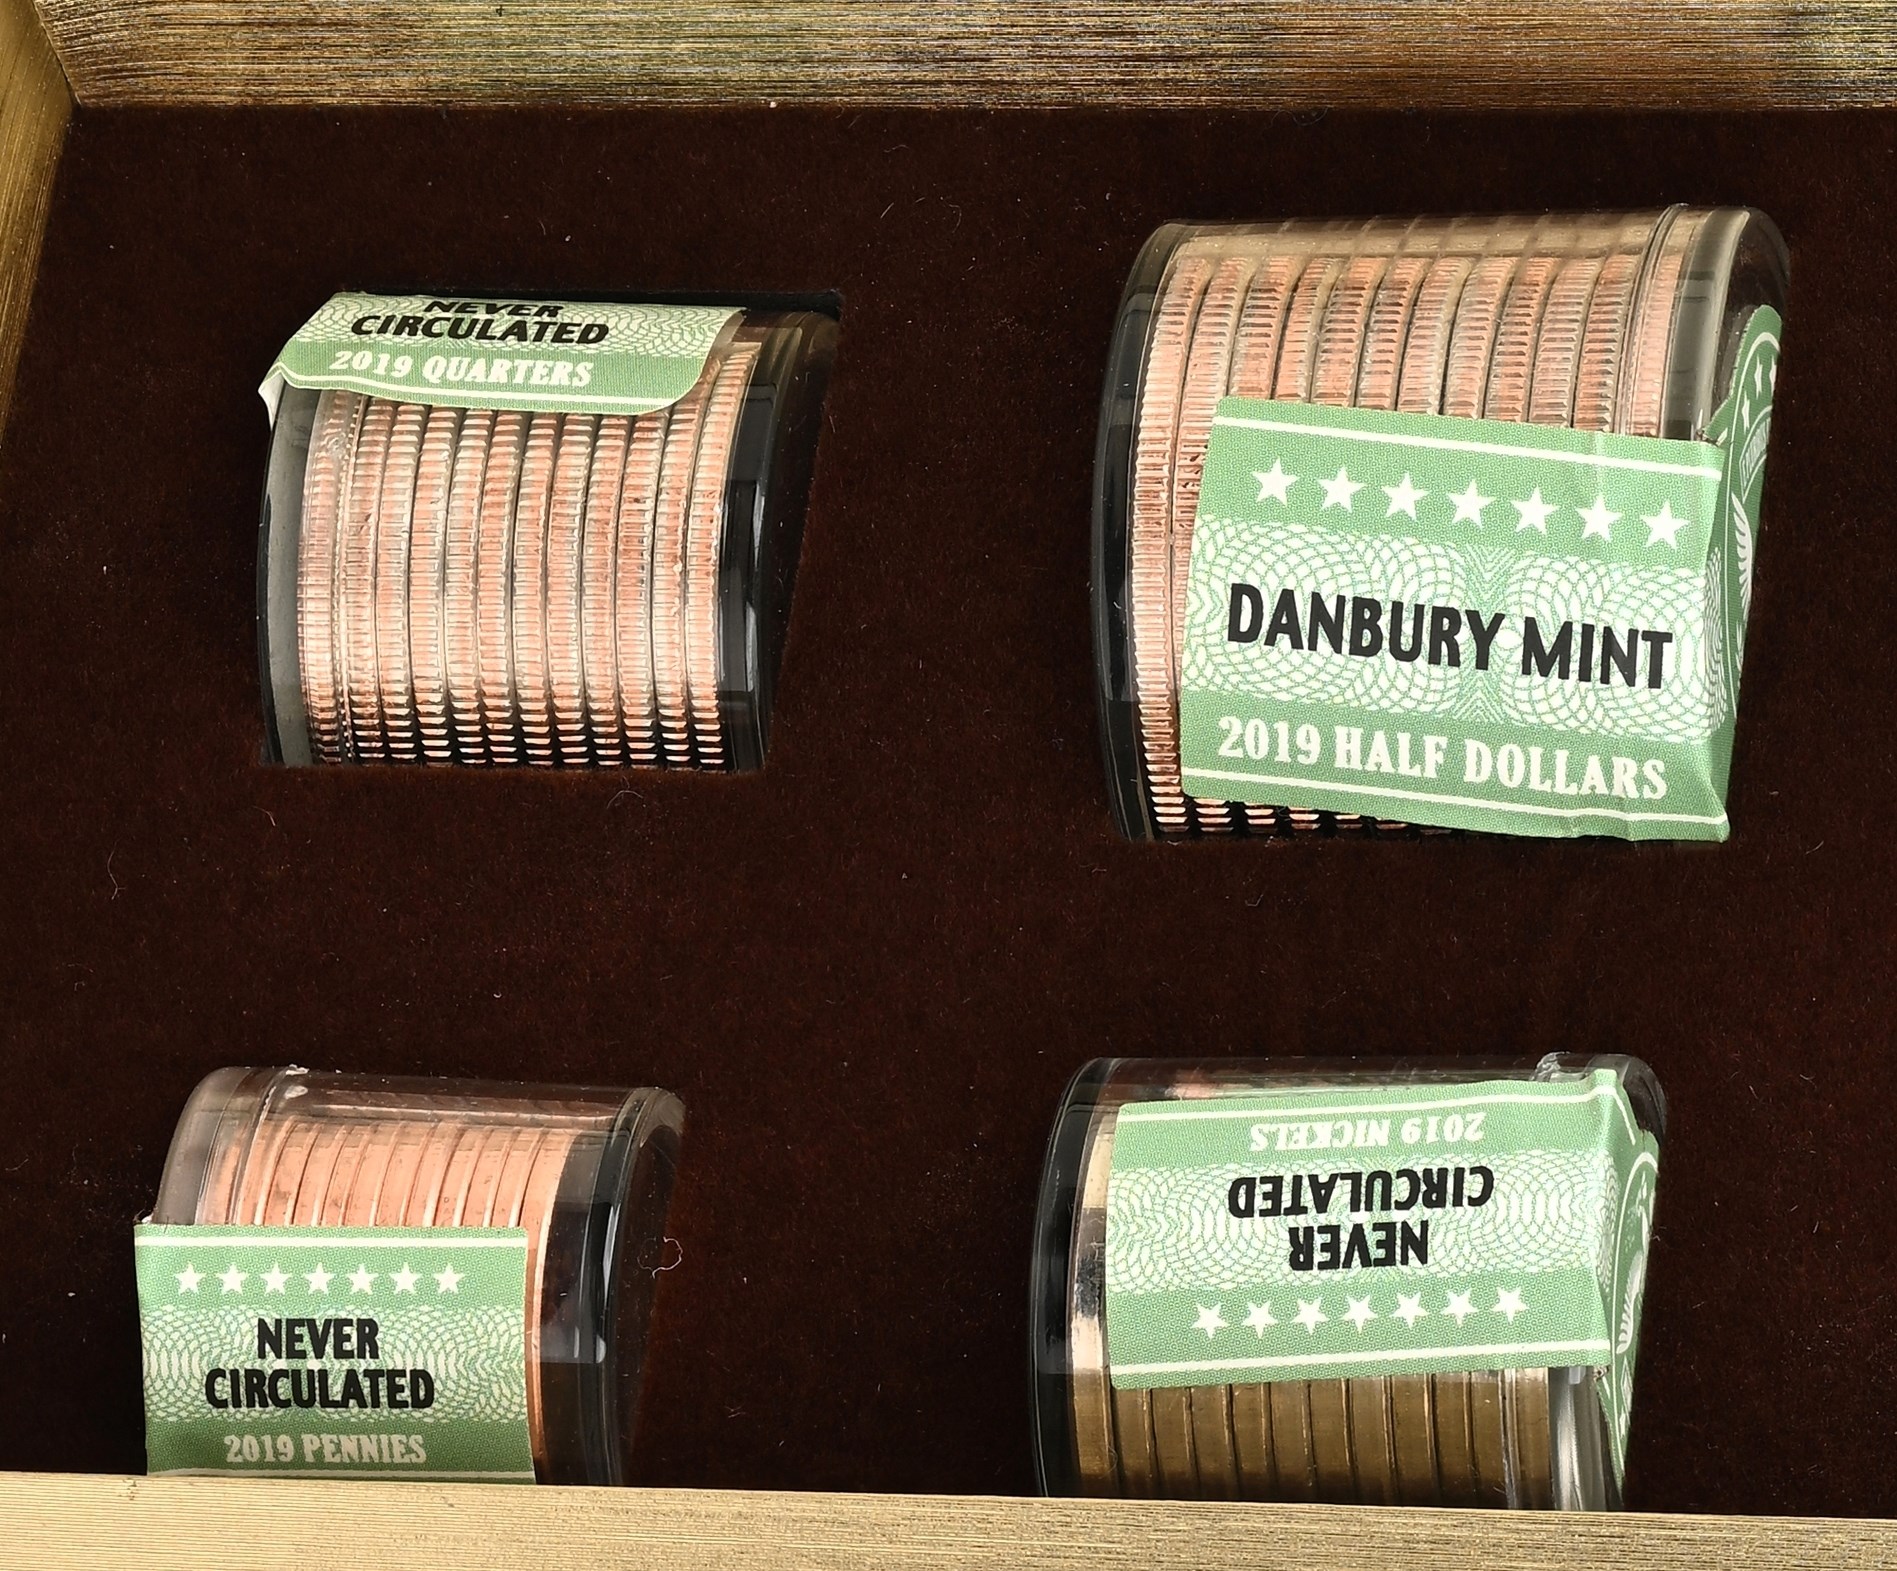 NEVER
CIRCULATED
2019 QUARTERS
DANBURY MINT
2019 HALF DOLLARS
NEVER
CIRCULATED
2019 PENNIES
NEVER
CIRCULATED
2019 NICKELS